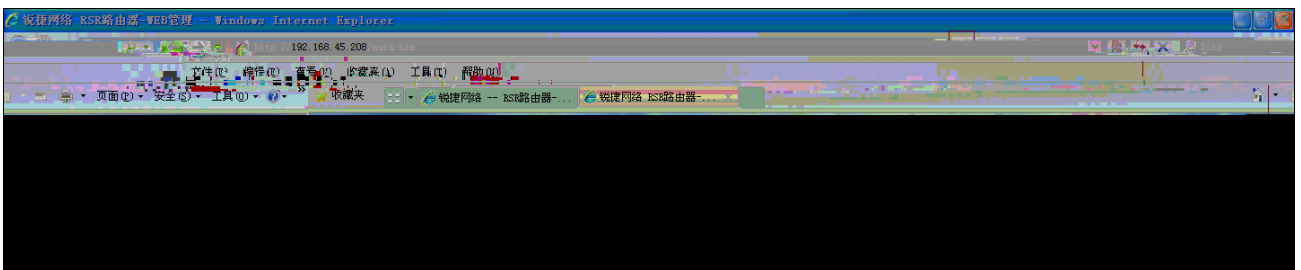 锐捷网络 RSR路由器-WEB管理 - Windows Internet Explorer
http://192.168.45.208/main.htm
文件(F) 编辑(E) 查看(V) 收藏夹(A) 工具(T) 帮助(H)
页面(P) 安全(S) 工具(O) » 收藏夹 锐捷网络 -- RSR路由器-... 锐捷网络 RSR路由器-...